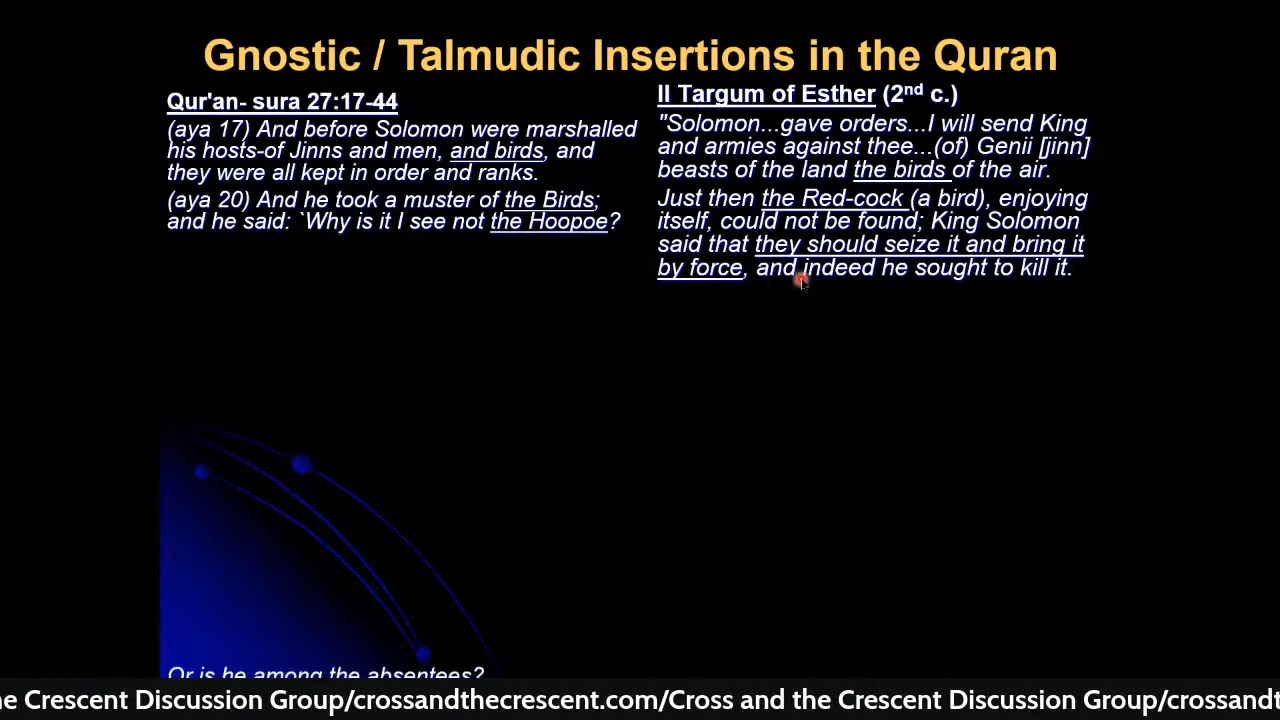 Gnostic / Talmudic Insertions in the Quran
Qur'an- sura 27:17-44
(aya 17) And before Solomon were marshalled
his hosts-of Jinns and men, and birds, and
they were all kept in order and ranks.
(aya 20) And he took a muster of the Birds;
and he said: `Why is it I see not the Hoopoe?
II Targum of Esther (2nd c.)
"Solomon...gave orders...I will send King
and armies against thee...(of) Genii [jinn]
beasts of the land the birds of the air.
Just then the Red-cock (a bird), enjoying
itself, could not be found; King Solomon
said that they should seize it and bring it
by force, and indeed he sought to kill it.
Or is he among the absentees?
he Crescent Discussion Group/crossandthecrescent.com/Cross and the Crescent Discussion Group/crossandt